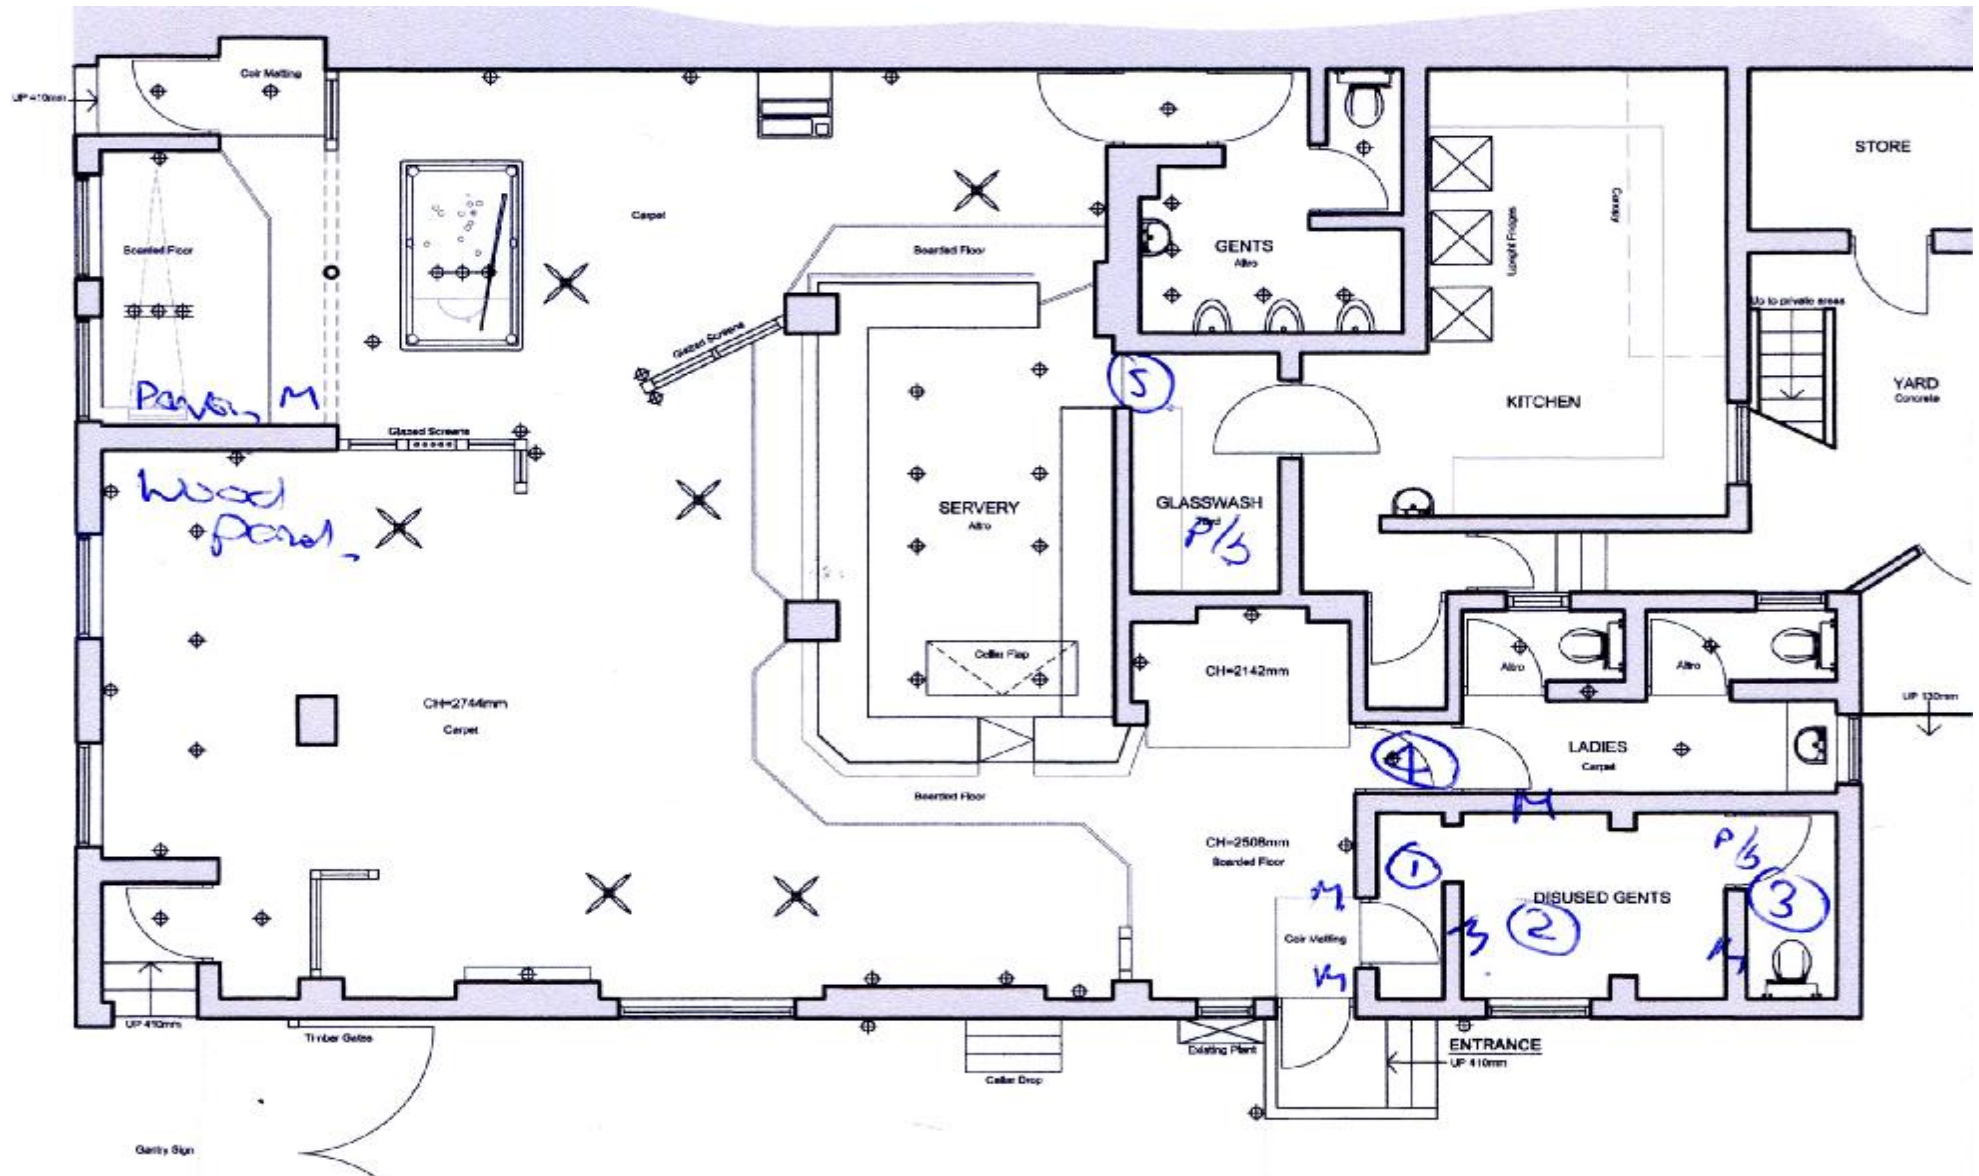 Coir Matting
UP 410mm
STORE
Carpet
Boarded Floor
Boarded Floor
GENTS
Altro
Upright Fridges
Canopy
Up to private areas
Glazed Screens
YARD
Concrete
5
KITCHEN
M
Glazed Screens
Wood
SERVERY
Altro
GLASSWASH
P/b
Cellar Flap
CH=2142mm
Altro
Altro
UP 130mm
CH=2744mm
Carpet
4
LADIES
Carpet
Boarded Floor
M
CH=2508mm
Boarded Floor
1
P/b
DISUSED GENTS
3
M
2
Coir Matting
M
M
UP 410mm
Timber Gates
Existing Plant
ENTRANCE
UP 410mm
Cellar Drop
Gantry Sign